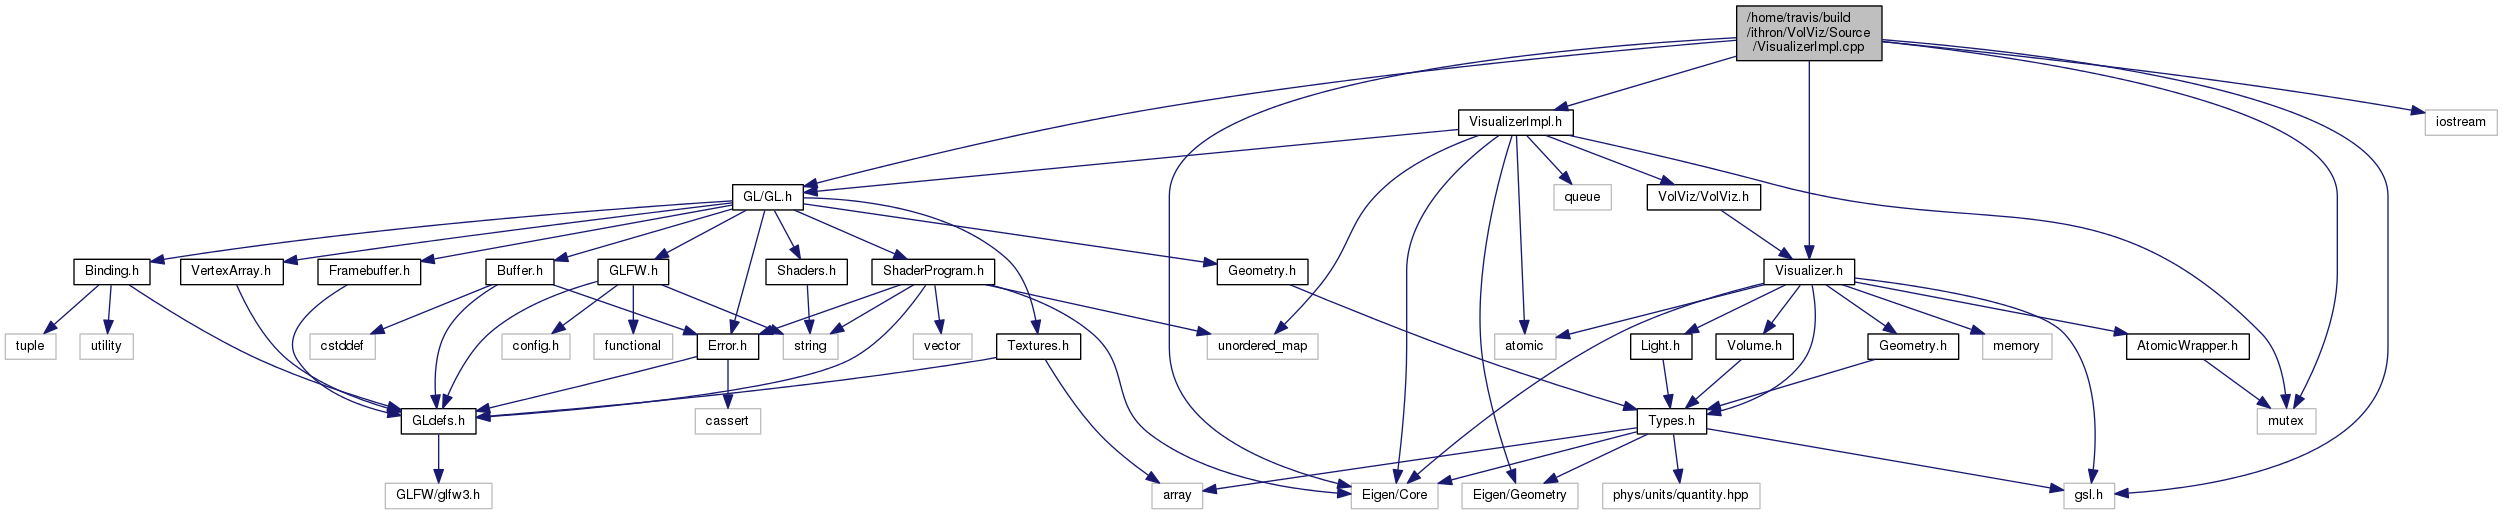 /home/travis/build
/ithron/VolViz/Source
/VisualizerImpl.cpp
VisualizerImpl.h
iostream
GL/GL.h
queue
VolViz/VolViz.h
Binding.h
VertexArray.h
Framebuffer.h
Buffer.h
GLFW.h
Shaders.h
ShaderProgram.h
Geometry.h
Visualizer.h
tuple
utility
cstddef
config.h
functional
Error.h
string
vector
Textures.h
unordered_map
atomic
Light.h
Volume.h
Geometry.h
memory
AtomicWrapper.h
GLdefs.h
cassert
Types.h
mutex
GLFW/glfw3.h
array
Eigen/Core
Eigen/Geometry
phys/units/quantity.hpp
gsl.h